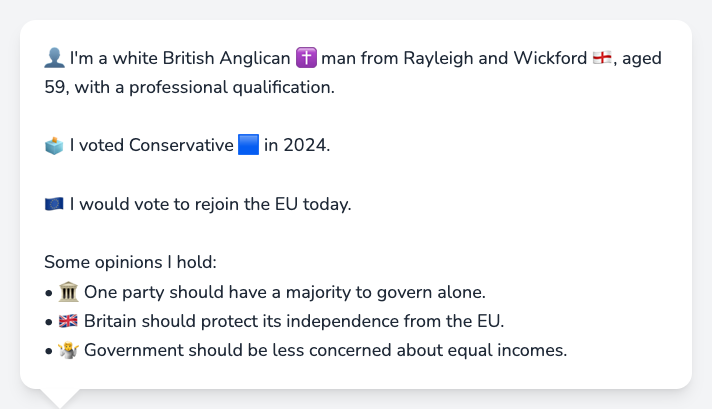 👤 I'm a white British Anglican ✝️ man from Rayleigh and Wickford 🏴󠁧󠁢󠁥󠁮󠁧󠁿, aged
59, with a professional qualification.
🗳️ I voted Conservative 🟦 in 2024.
🇪🇺 I would vote to rejoin the EU today.
Some opinions I hold:
• 🏛️ One party should have a majority to govern alone.
• 🇬🇧 Britain should protect its independence from the EU.
• 🤷 Government should be less concerned about equal incomes.